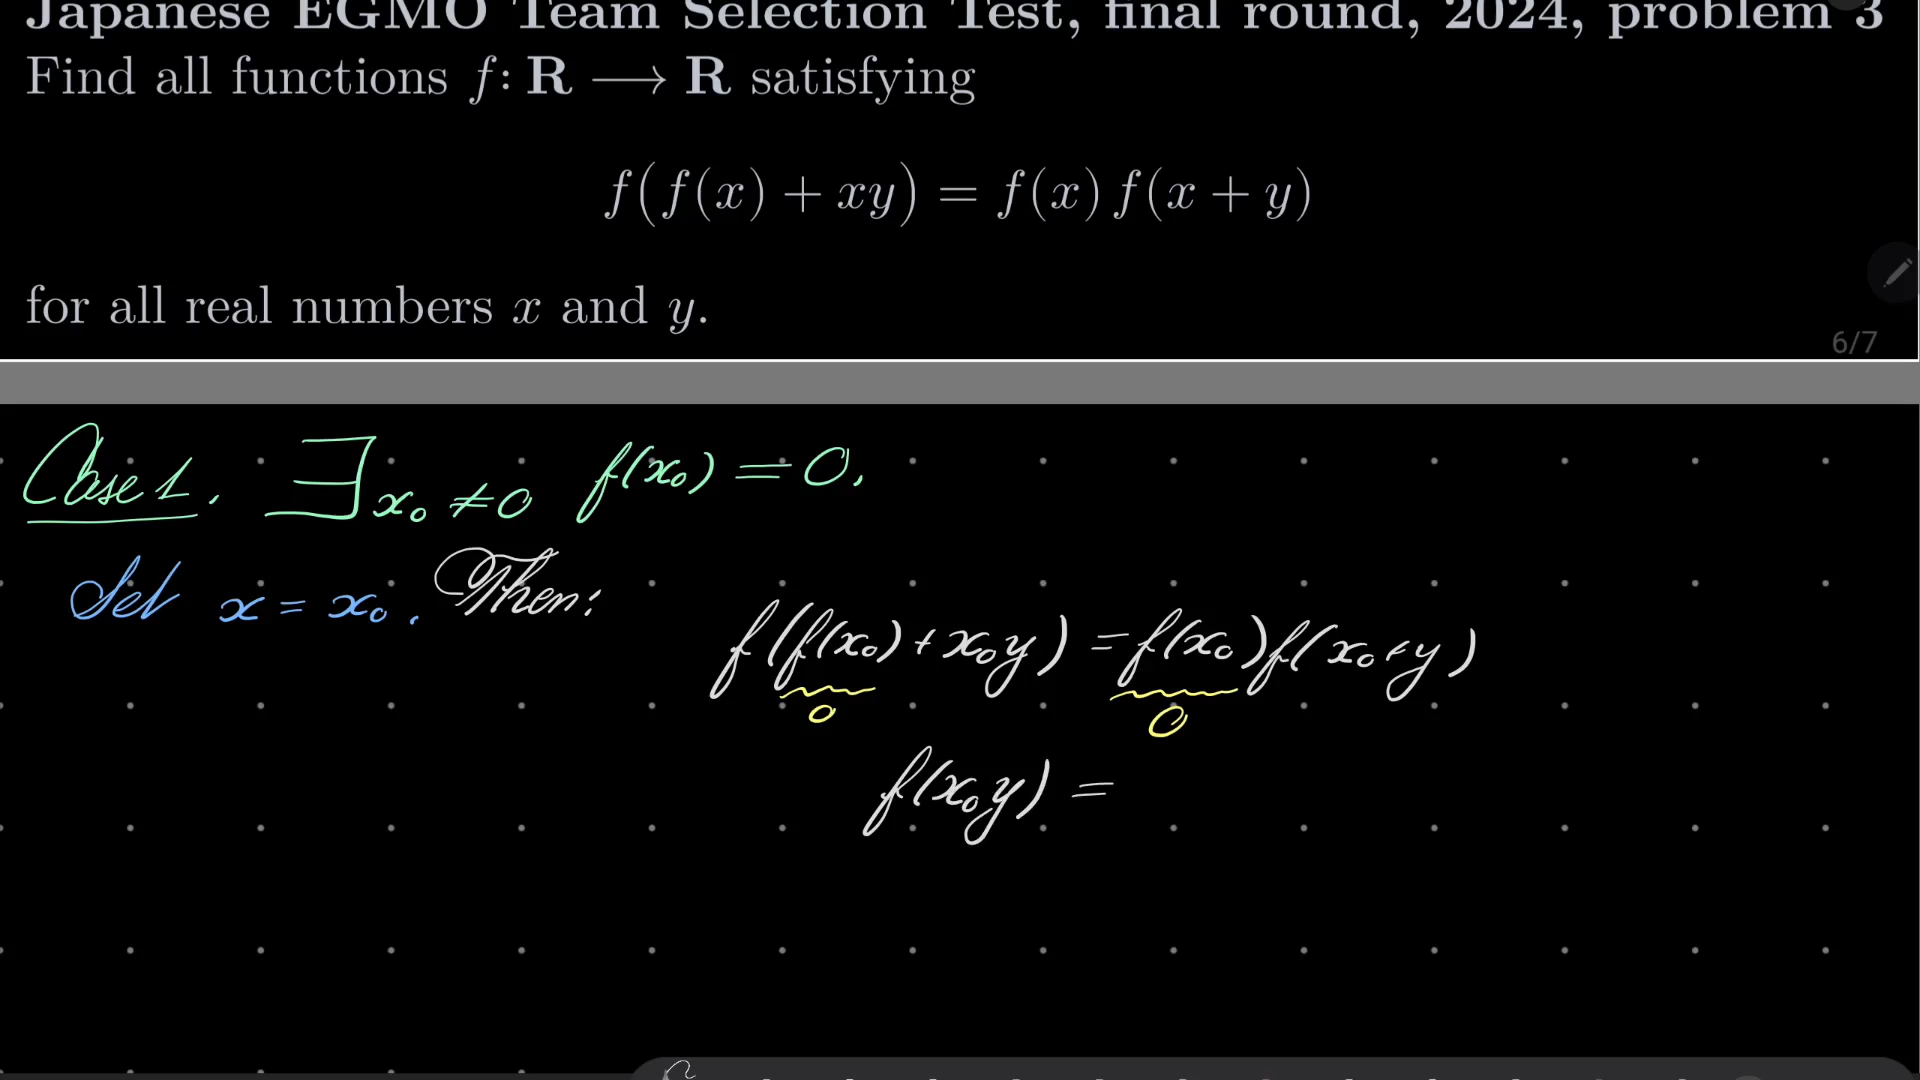 Japanese EGMO Team Selection Test, final round, 2024, problem 3
Find all functions f: R ⟶ R satisfying
f(f(x) + xy) = f(x) f(x + y)
for all real numbers x and y.
6/7
Case 1. ∃x₀ ≠ 0 f(x₀) = 0.
Set x = x₀. Then:
f(f(x₀) + x₀y) = f(x₀)f(x₀+y)
0 0
f(x₀y) =